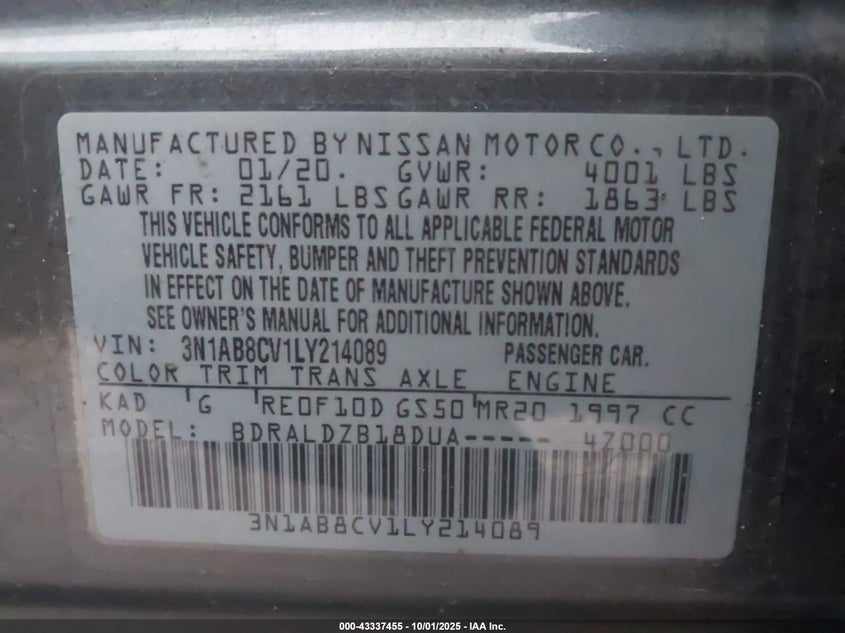 MANUFACTURED BY NISSAN MOTOR CO., LTD.
DATE: 01/20. GVWR: 4001 LBS
GAWR FR: 2161 LBS GAWR RR: 1863 LBS
THIS VEHICLE CONFORMS TO ALL APPLICABLE FEDERAL MOTOR
VEHICLE SAFETY, BUMPER AND THEFT PREVENTION STANDARDS
IN EFFECT ON THE DATE OF MANUFACTURE SHOWN ABOVE.
SEE OWNER'S MANUAL FOR ADDITIONAL INFORMATION.
VIN: 3N1AB8CV1LY214089 PASSENGER CAR.
COLOR TRIM TRANS AXLE ENGINE
KAD G RE0F10D GS50 MR20 1997 CC
MODEL: BDRALDZB18DUA----- 4Z000
3N1AB8CV1LY214089
000-43337455 - 10/01/2025 - IAA Inc.